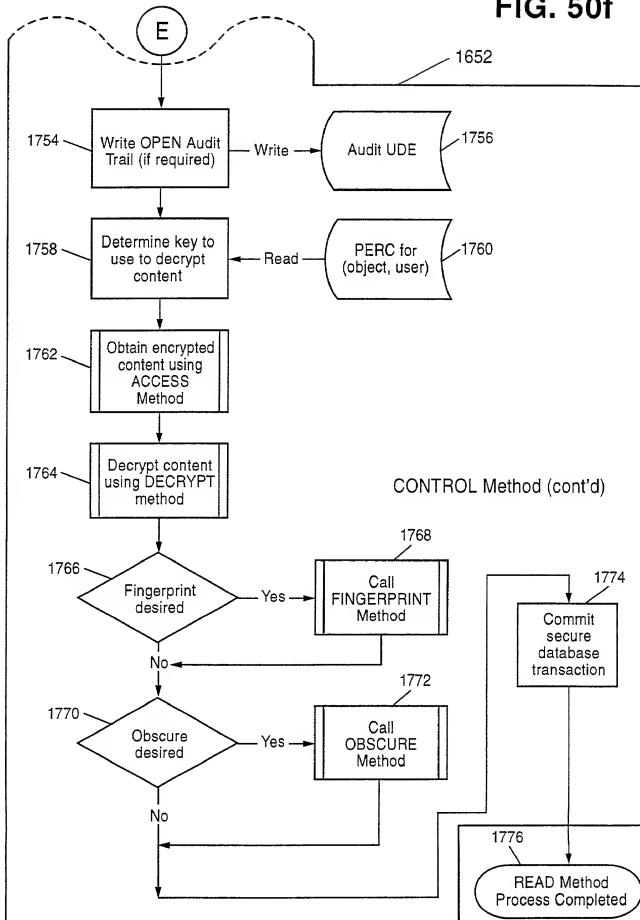 FIG. 50f
E
1652
1754
Write OPEN Audit
Trail (if required)
Write
Audit UDE
1756
1758
Determine key to
use to decrypt
content
Read
PERC for
(object, user)
1760
1762
Obtain encrypted
content using
ACCESS
Method
1764
Decrypt content
using DECRYPT
method
CONTROL Method (cont'd)
1766
Fingerprint
desired
Yes
1768
Call
FINGERPRINT
Method
No
1770
Obscure
desired
Yes
1772
Call
OBSCURE
Method
No
1774
Commit
secure
database
transaction
1776
READ Method
Process Completed